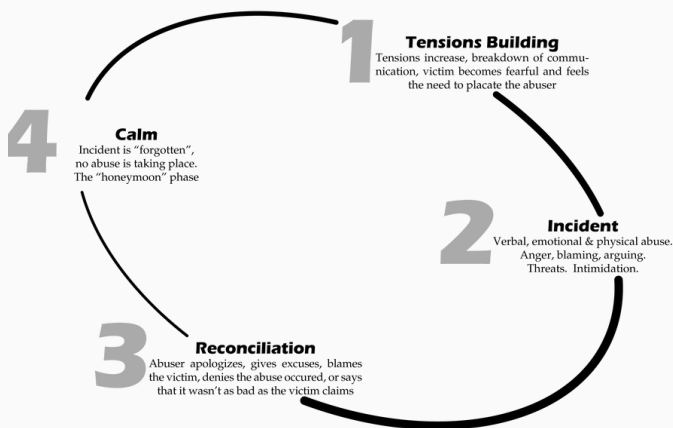 1
Tensions Building
Tensions increase, breakdown of commu-
nication, victim becomes fearful and feels
the need to placate the abuser
2
Incident
Verbal, emotional & physical abuse.
Anger, blaming, arguing.
Threats. Intimidation.
3
Reconciliation
Abuser apologizes, gives excuses, blames
the victim, denies the abuse occured, or says
that it wasn't as bad as the victim claims
4
Calm
Incident is “forgotten”,
no abuse is taking place.
The “honeymoon” phase